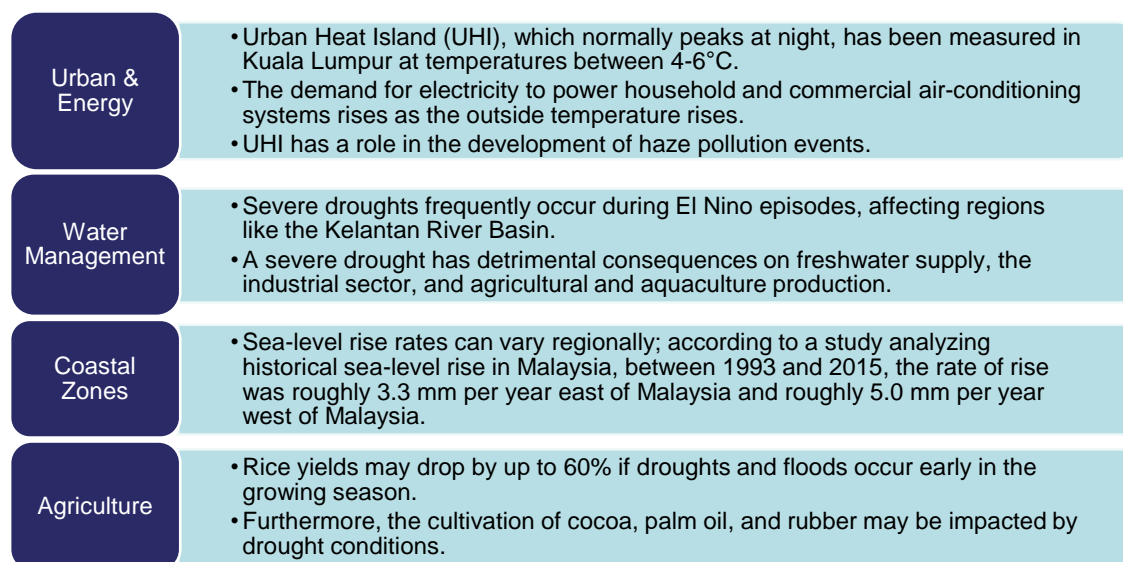 Urban &
Energy
•Urban Heat Island (UHI), which normally peaks at night, has been measured in
Kuala Lumpur at temperatures between 4-6°C.
•The demand for electricity to power household and commercial air-conditioning
systems rises as the outside temperature rises.
•UHI has a role in the development of haze pollution events.
Water
Management
•Severe droughts frequently occur during El Nino episodes, affecting regions
like the Kelantan River Basin.
•A severe drought has detrimental consequences on freshwater supply, the
industrial sector, and agricultural and aquaculture production.
Coastal
Zones
•Sea-level rise rates can vary regionally; according to a study analyzing
historical sea-level rise in Malaysia, between 1993 and 2015, the rate of rise
was roughly 3.3 mm per year east of Malaysia and roughly 5.0 mm per year
west of Malaysia.
Agriculture
•Rice yields may drop by up to 60% if droughts and floods occur early in the
growing season.
•Furthermore, the cultivation of cocoa, palm oil, and rubber may be impacted by
drought conditions.